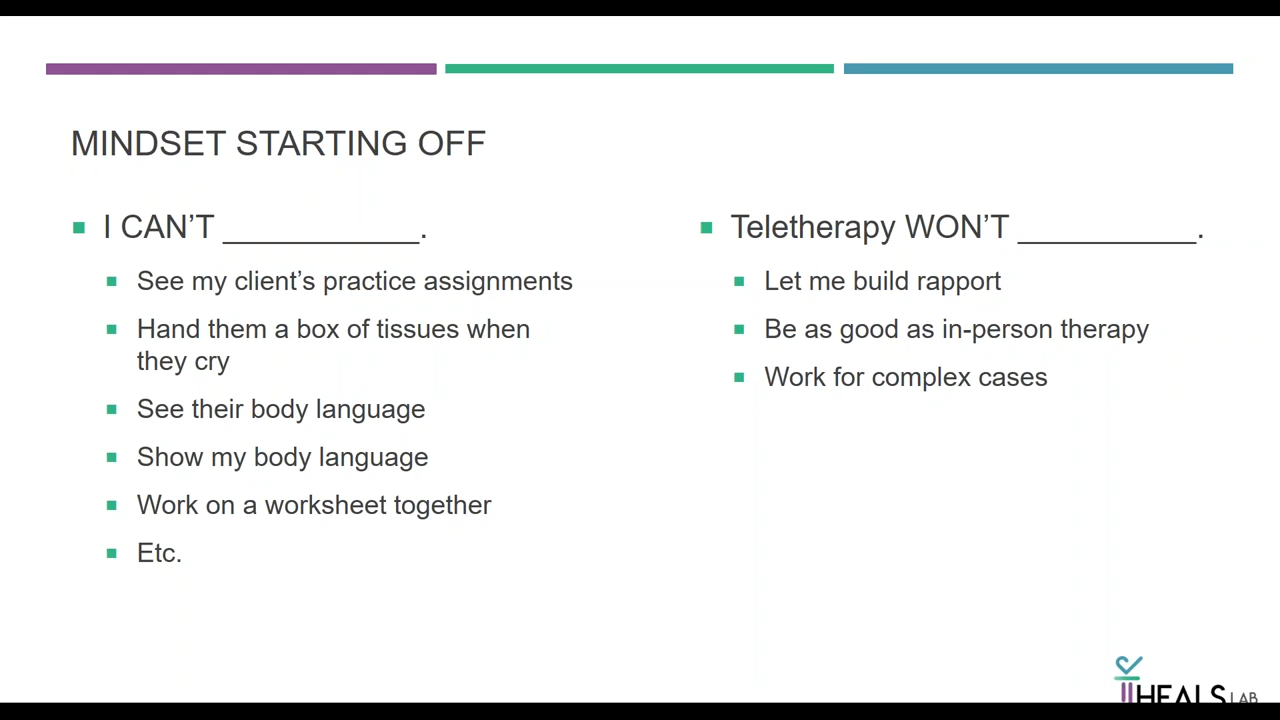 MINDSET STARTING OFF
I CAN’T ___________.
See my client’s practice assignments
Hand them a box of tissues when
they cry
See their body language
Show my body language
Work on a worksheet together
Etc.
Teletherapy WON’T __________.
Let me build rapport
Be as good as in-person therapy
Work for complex cases
HEALS LAB